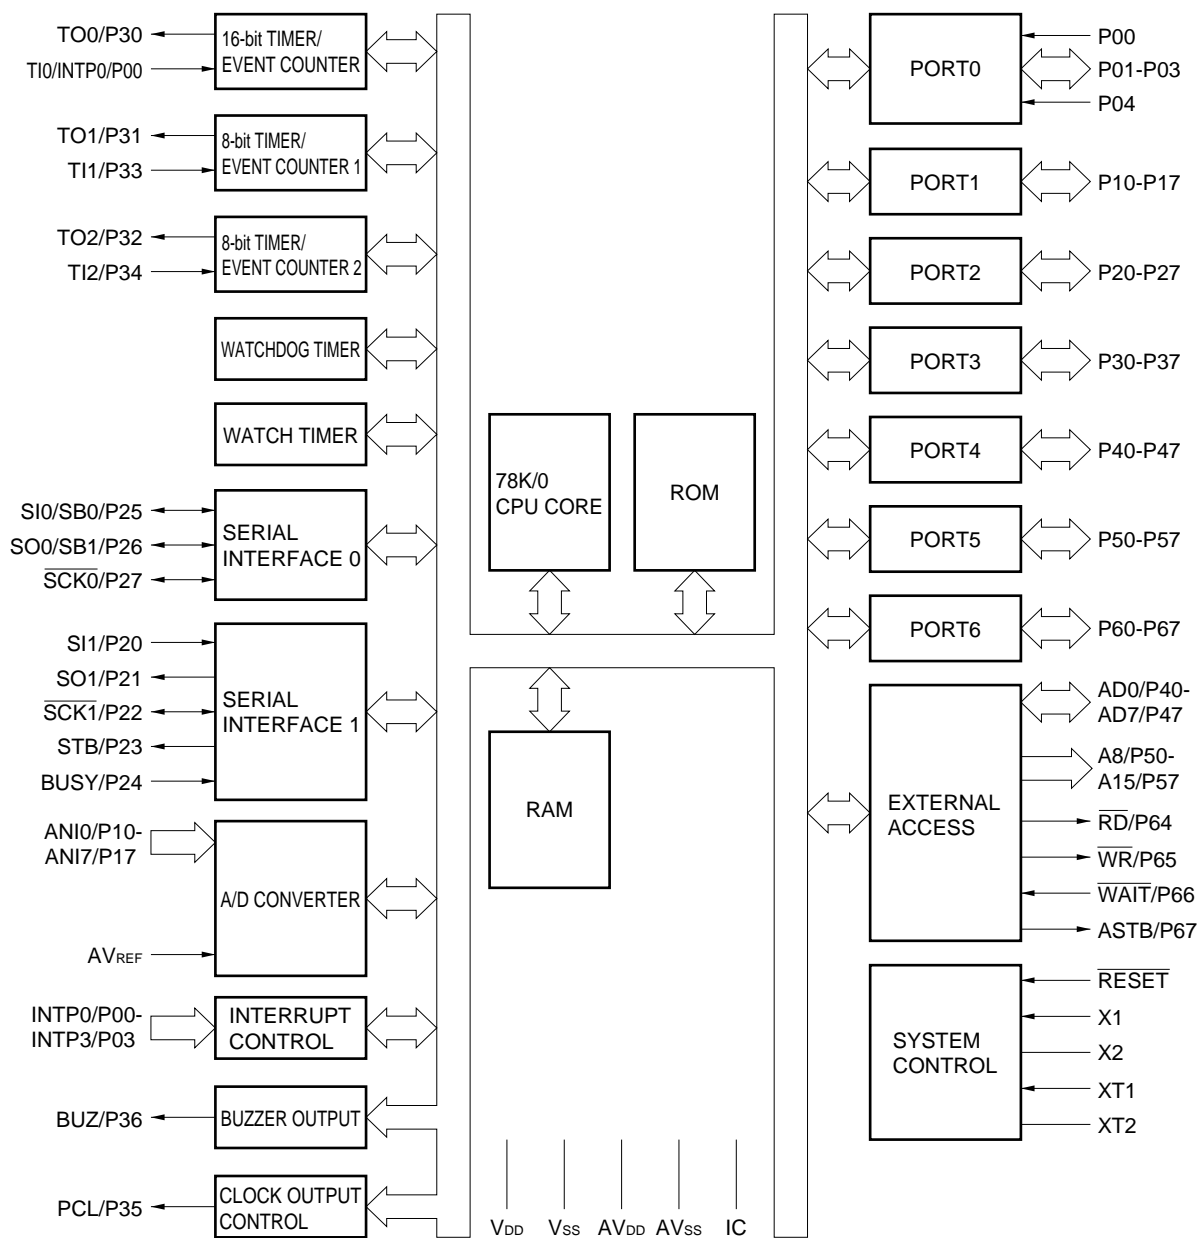 TO0/P30
TI0/INTP0/P00
16-bit TIMER/
EVENT COUNTER
TO1/P31
TI1/P33
8-bit TIMER/
EVENT COUNTER 1
TO2/P32
TI2/P34
8-bit TIMER/
EVENT COUNTER 2
WATCHDOG TIMER
WATCH TIMER
SI0/SB0/P25
SO0/SB1/P26
S̅C̅K̅0̅/P27
SERIAL
INTERFACE 0
SI1/P20
SO1/P21
S̅C̅K̅1̅/P22
STB/P23
BUSY/P24
SERIAL
INTERFACE 1
ANI0/P10-
ANI7/P17
AVREF
A/D CONVERTER
INTP0/P00-
INTP3/P03
INTERRUPT
CONTROL
BUZ/P36
BUZZER OUTPUT
PCL/P35
CLOCK OUTPUT
CONTROL
78K/0
CPU CORE
ROM
RAM
VDD
VSS
AVDD
AVSS
IC
PORT0
P00
P01-P03
P04
PORT1
P10-P17
PORT2
P20-P27
PORT3
P30-P37
PORT4
P40-P47
PORT5
P50-P57
PORT6
P60-P67
EXTERNAL
ACCESS
AD0/P40-
AD7/P47
A8/P50-
A15/P57
R̅D̅/P64
W̅R̅/P65
W̅A̅I̅T̅/P66
ASTB/P67
SYSTEM
CONTROL
R̅E̅S̅E̅T̅
X1
X2
XT1
XT2